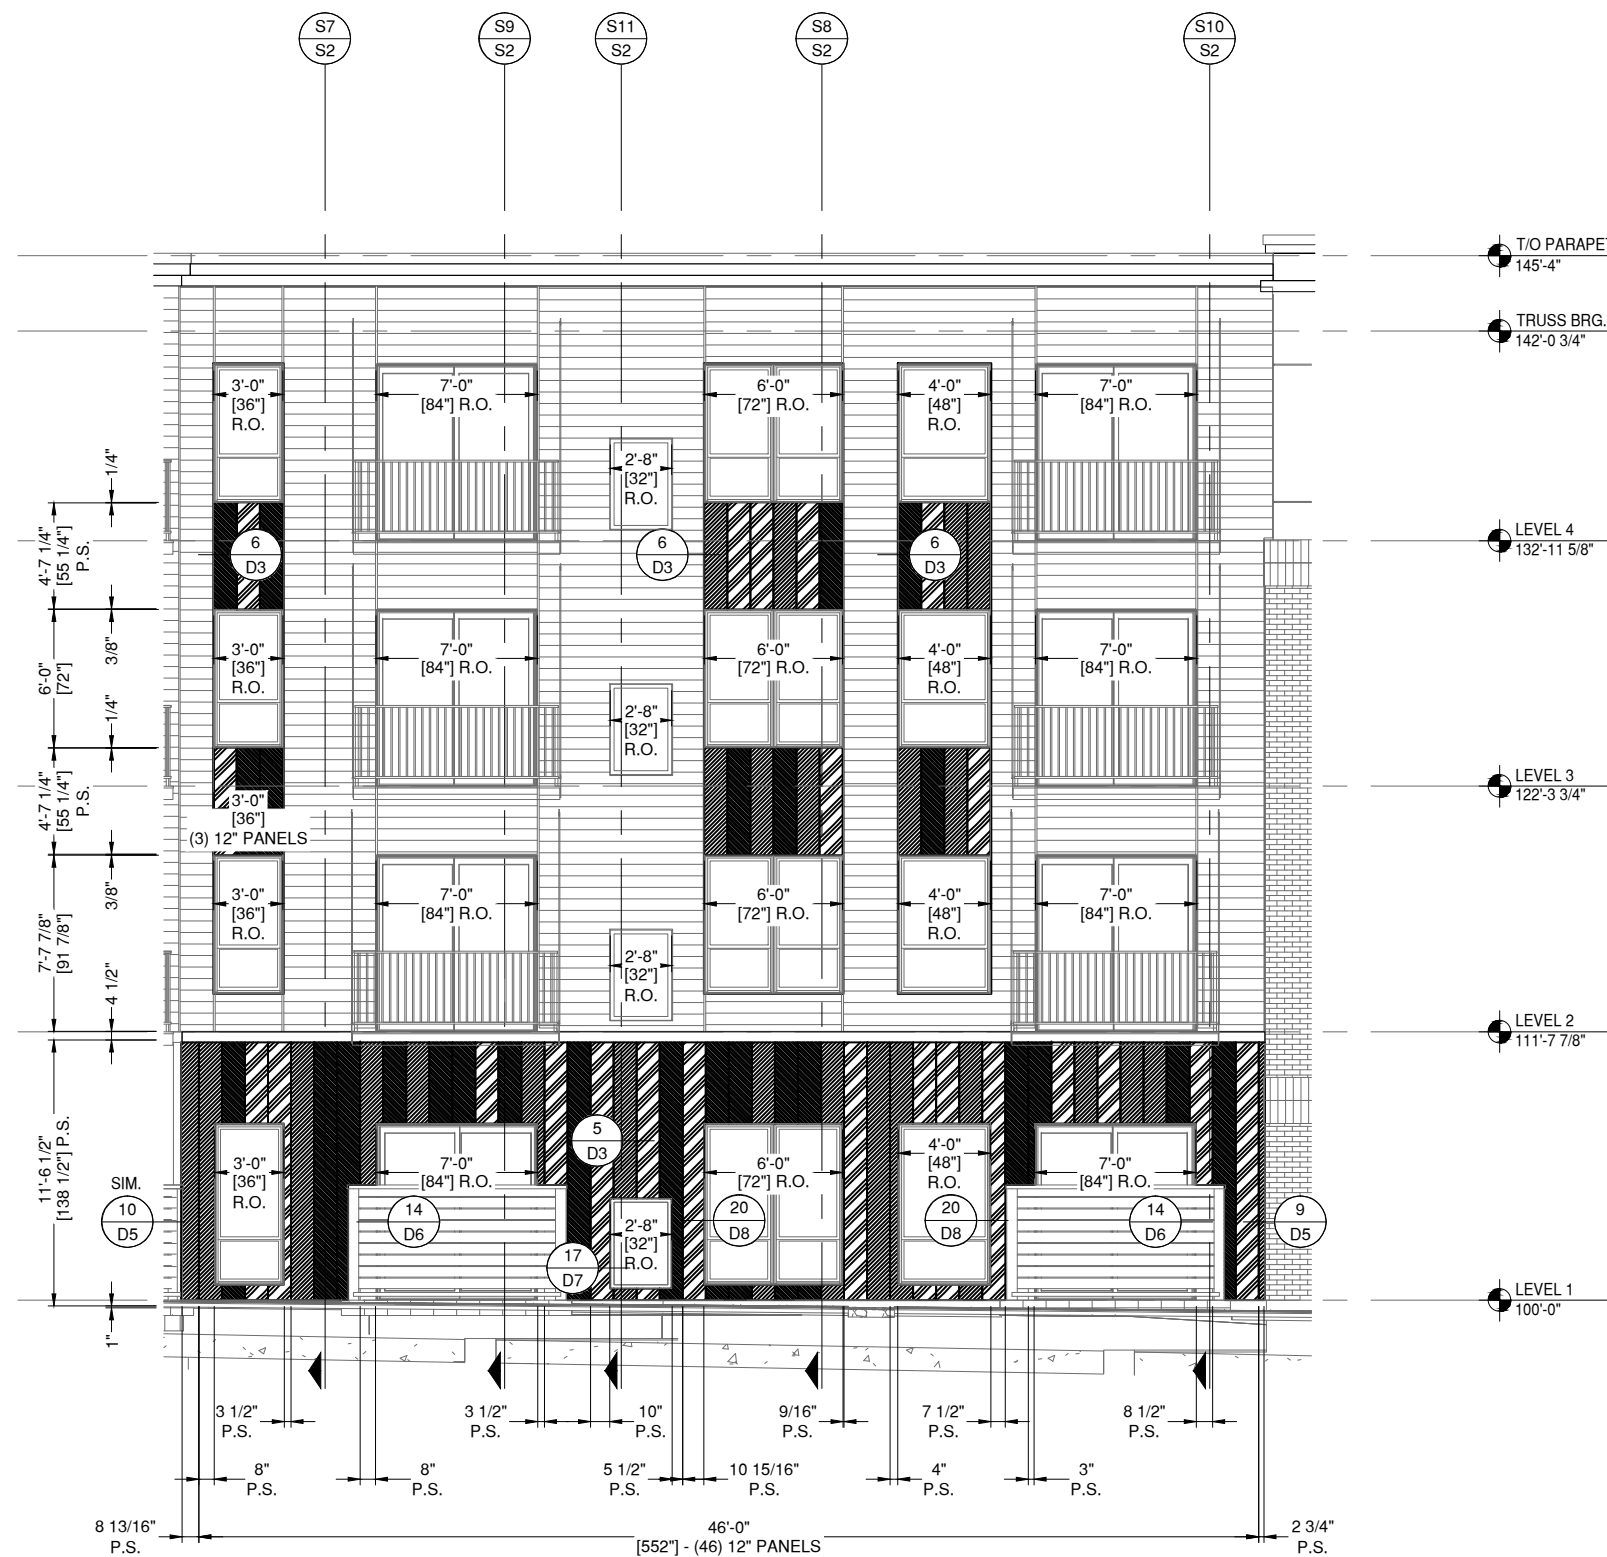 S7
S2
S9
S2
S11
S2
S8
S2
S10
S2
T/O PARAPET
145'-4"
TRUSS BRG.
142'-0 3/4"
LEVEL 4
132'-11 5/8"
LEVEL 3
122'-3 3/4"
LEVEL 2
111'-7 7/8"
LEVEL 1
100'-0"
3'-0"
[36"]
R.O.
7'-0"
[84"] R.O.
2'-8"
[32"]
R.O.
6'-0"
[72"] R.O.
4'-0"
[48"]
R.O.
7'-0"
[84"] R.O.
1/4"
4'-7 1/4"
[55 1/4"]
P.S.
6
D3
6
D3
6
D3
3'-0"
[36"]
R.O.
7'-0"
[84"] R.O.
2'-8"
[32"]
R.O.
6'-0"
[72"] R.O.
4'-0"
[48"]
R.O.
7'-0"
[84"] R.O.
3/8"
6'-0"
[72"]
1/4"
4'-7 1/4"
[55 1/4"]
P.S.
3'-0"
[36"]
(3) 12" PANELS
3'-0"
[36"]
R.O.
7'-0"
[84"] R.O.
2'-8"
[32"]
R.O.
6'-0"
[72"] R.O.
4'-0"
[48"]
R.O.
7'-0"
[84"] R.O.
3/8"
7'-7 7/8"
[91 7/8"]
4 1/2"
11'-6 1/2"
[138 1/2"] P.S.
1"
SIM.
10
D5
3'-0"
[36"]
R.O.
7'-0"
[84"] R.O.
14
D6
5
D3
17
D7
2'-8"
[32"]
R.O.
6'-0"
[72"] R.O.
20
D8
4'-0"
[48"]
R.O.
20
D8
7'-0"
[84"] R.O.
14
D6
9
D5
3 1/2"
P.S.
3 1/2"
P.S.
10"
P.S.
9/16"
P.S.
7 1/2"
P.S.
8 1/2"
P.S.
8"
P.S.
8"
P.S.
5 1/2"
P.S.
10 15/16"
P.S.
4"
P.S.
3"
P.S.
8 13/16"
P.S.
46'-0"
[552"] - (46) 12" PANELS
2 3/4"
P.S.